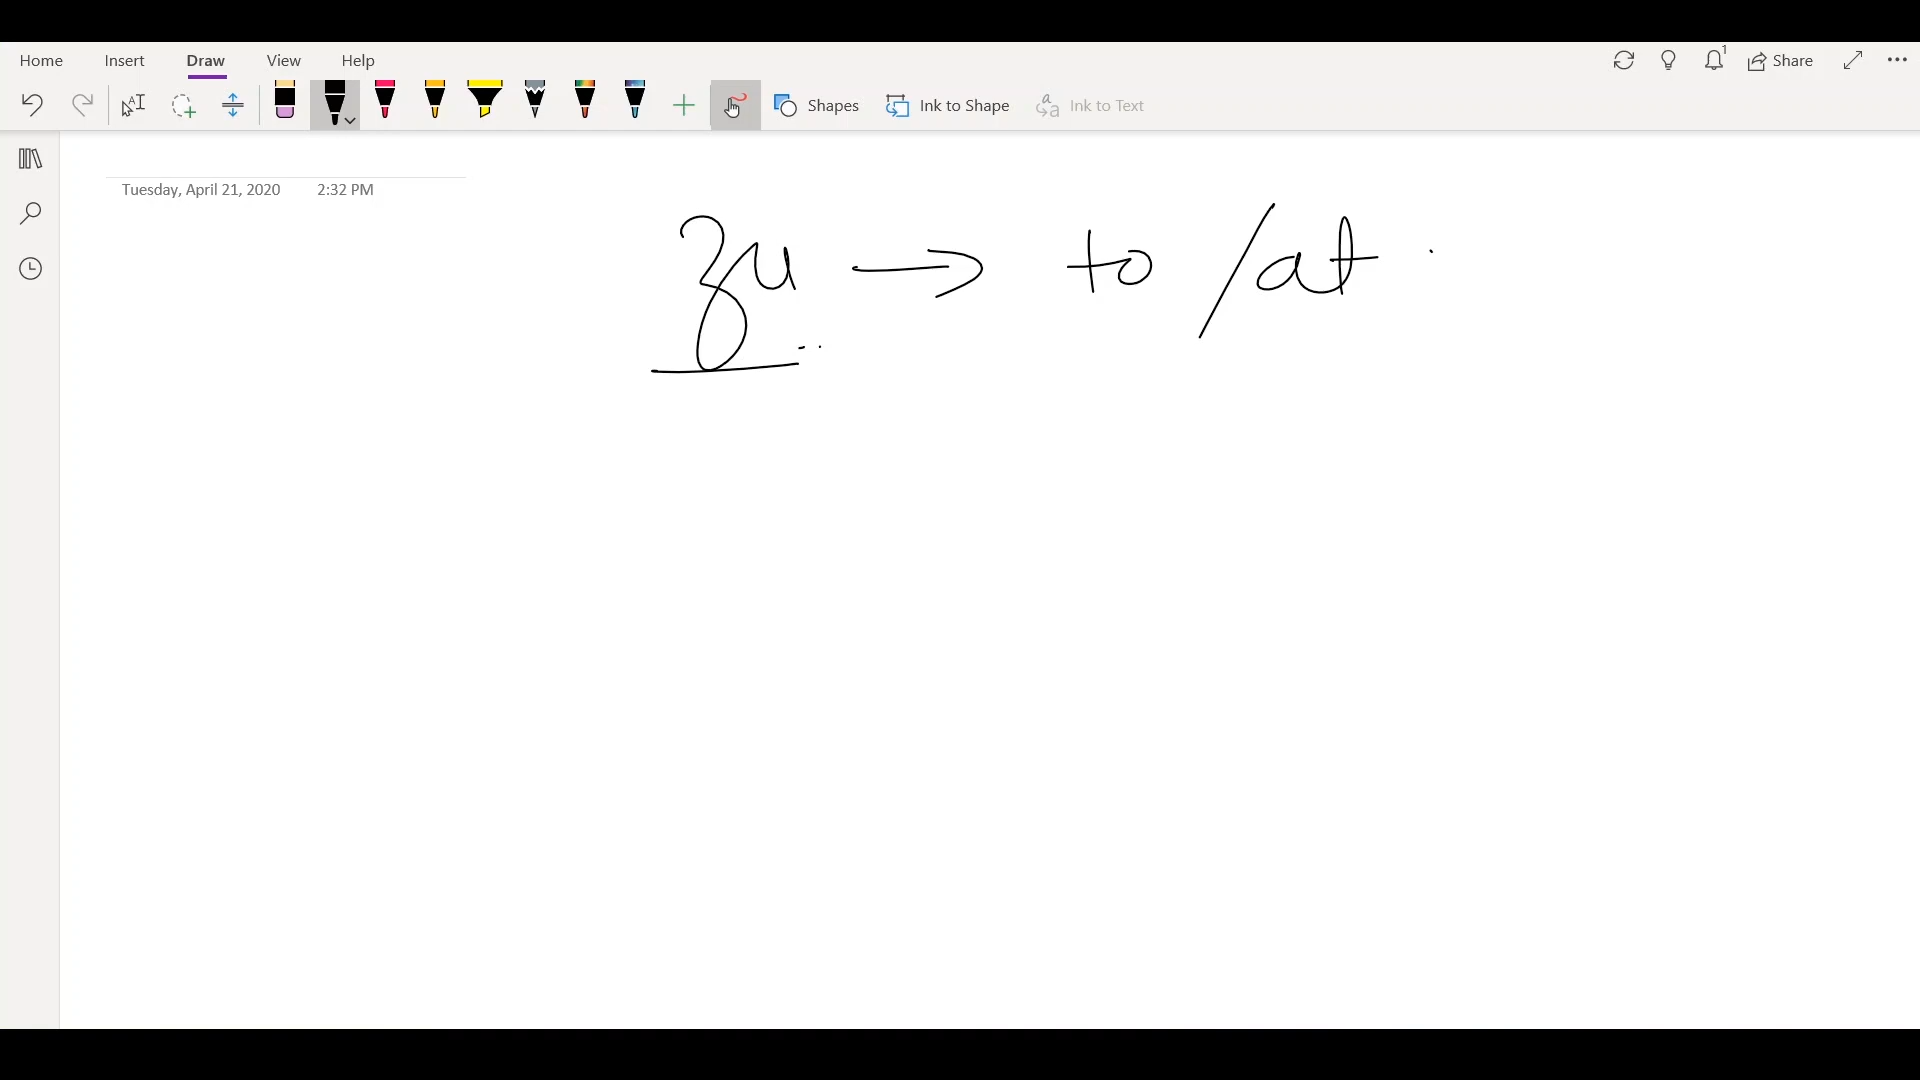 Home Insert Draw View Help
1
Share
Shapes Ink to Shape Ink to Text
Tuesday, April 21, 2020 2:32 PM
zu → to /at